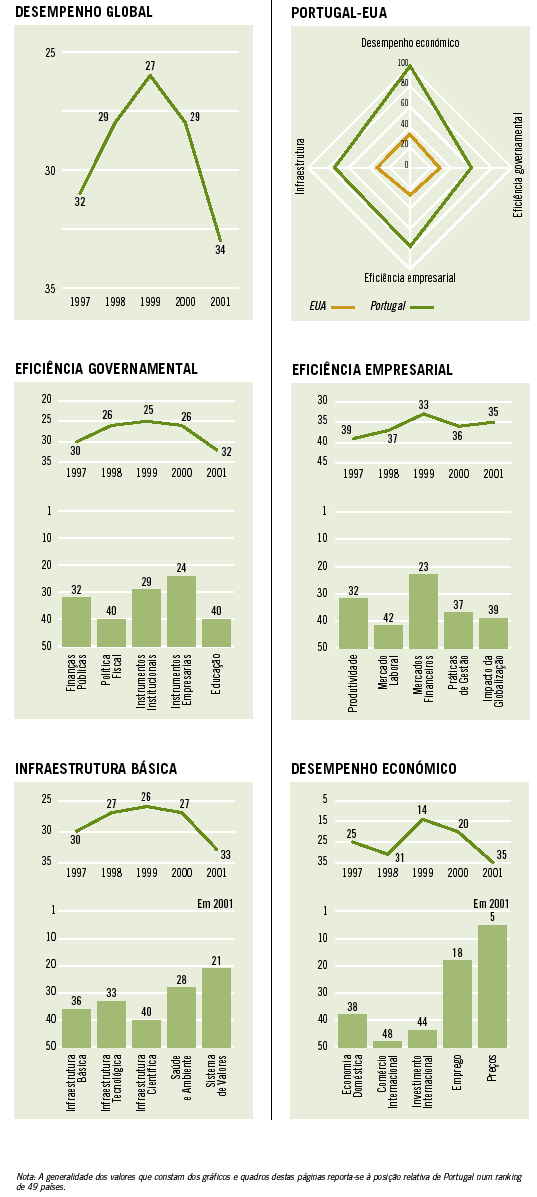 DESEMPENHO GLOBAL
25
30
35
32
29
27
29
34
1997 1998 1999 2000 2001
PORTUGAL-EUA
Desempenho económico
100
80
60
40
20
0
Infraestrutura
Eficiência governamental
Eficiência empresarial
EUA
Portugal
EFICIÊNCIA GOVERNAMENTAL
20
25
30
35
30
26
25
26
32
1997 1998 1999 2000 2001
1
10
20
30
40
50
32
40
29
24
40
Finanças
Públicas
Política
Fiscal
Instrumentos
Institucionais
Instrumentos
Empresarias
Educação
EFICIÊNCIA EMPRESARIAL
30
35
40
45
39
37
33
36
35
1997 1998 1999 2000 2001
1
10
20
30
40
50
32
42
23
37
39
Produtividade
Mercado
Laboral
Mercados
Financeiros
Práticas
de Gestão
Impacto da
Globalização
INFRAESTRUTURA BÁSICA
25
30
35
30
27
26
27
33
1997 1998 1999 2000 2001
Em 2001
1
10
20
30
40
50
36
33
40
28
21
Infraestrutura
Básica
Infraestrutura
Tecnológica
Infraestrutura
Científica
Saúde
e Ambiente
Sistema
de Valores
DESEMPENHO ECONÓMICO
5
15
25
35
25
31
14
20
35
1997 1998 1999 2000 2001
Em 2001
1
10
20
30
40
50
38
48
44
18
5
Economia
Doméstica
Comércio
Internacional
Investimento
Internacional
Emprego
Preços
Nota: A generalidade dos valores que constam dos gráficos e quadros destas páginas reporta-se à posição relativa de Portugal num ranking
de 49 países.